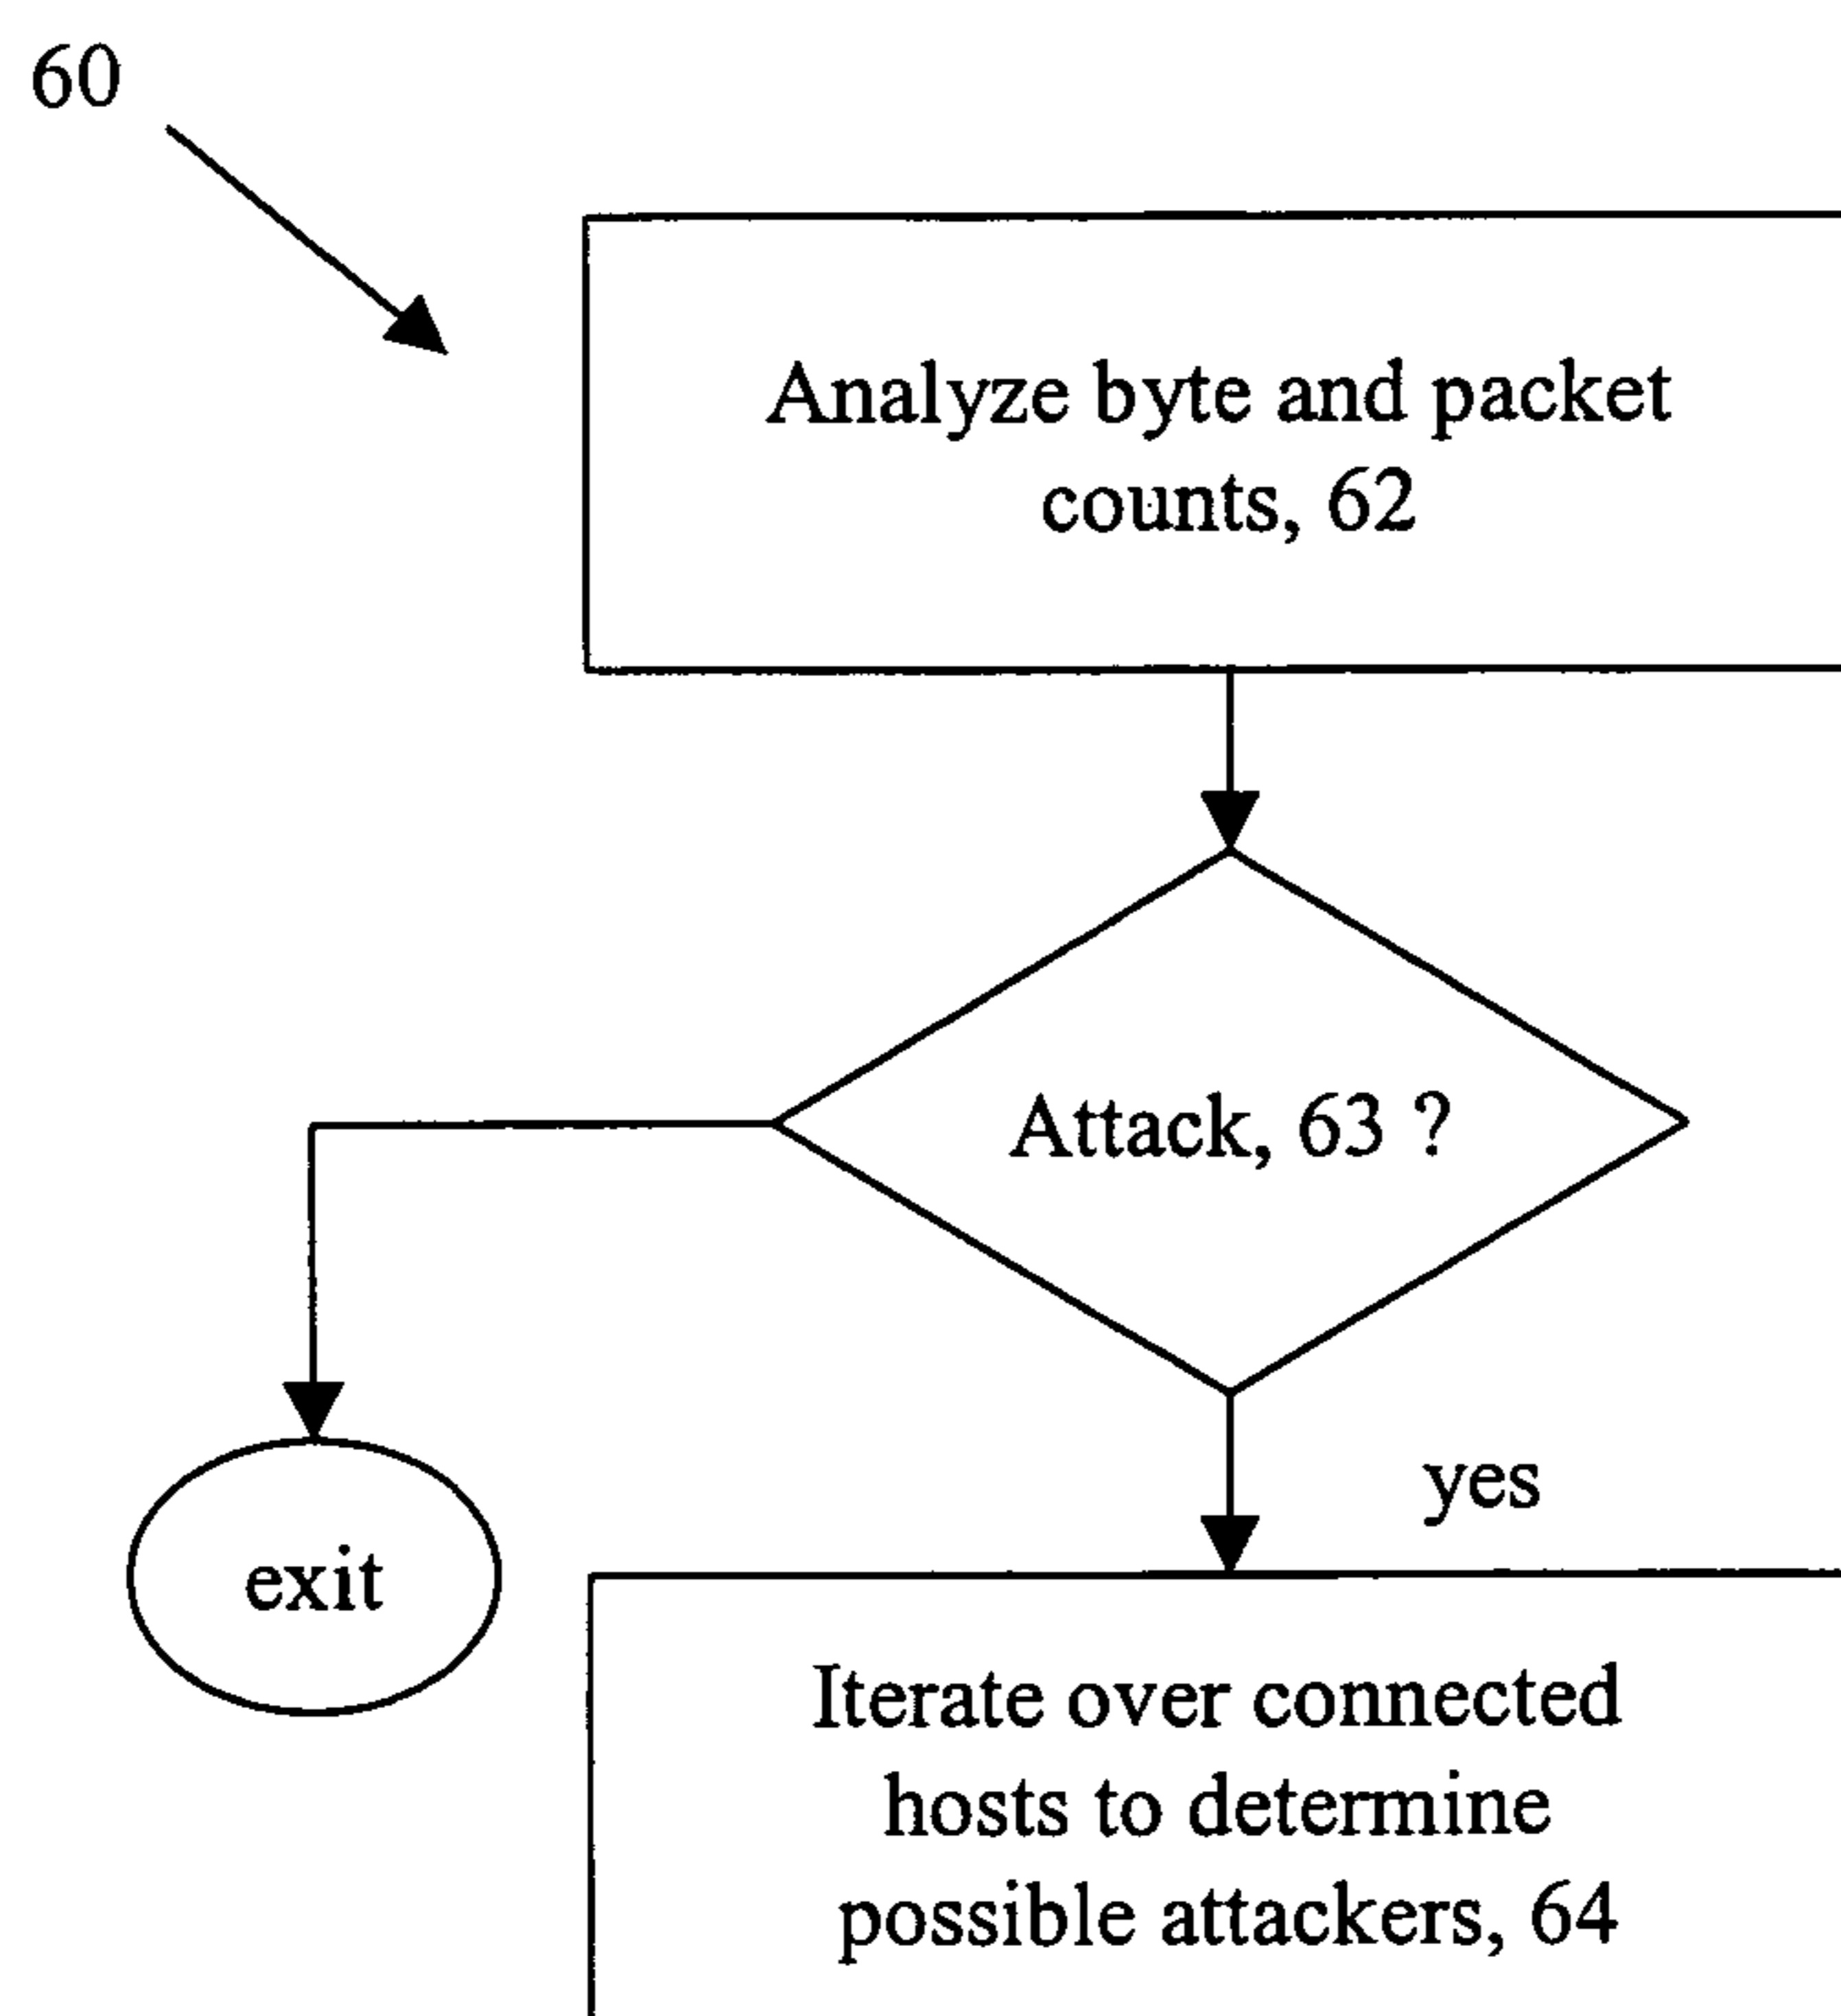 60
Analyze byte and packet
counts, 62
Attack, 63 ?
yes
exit
Iterate over connected
hosts to determine
possible attackers, 64